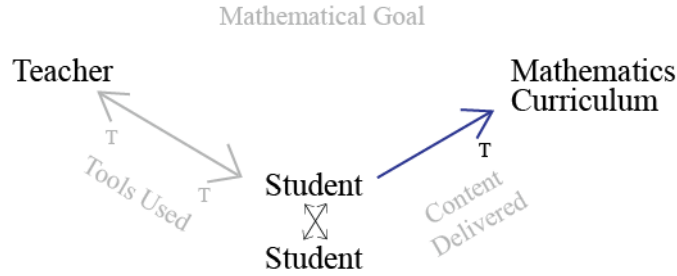 Mathematical Goal
Teacher
Mathematics
Curriculum
T
T
Tools Used
T
Student
Content
Delivered
Student